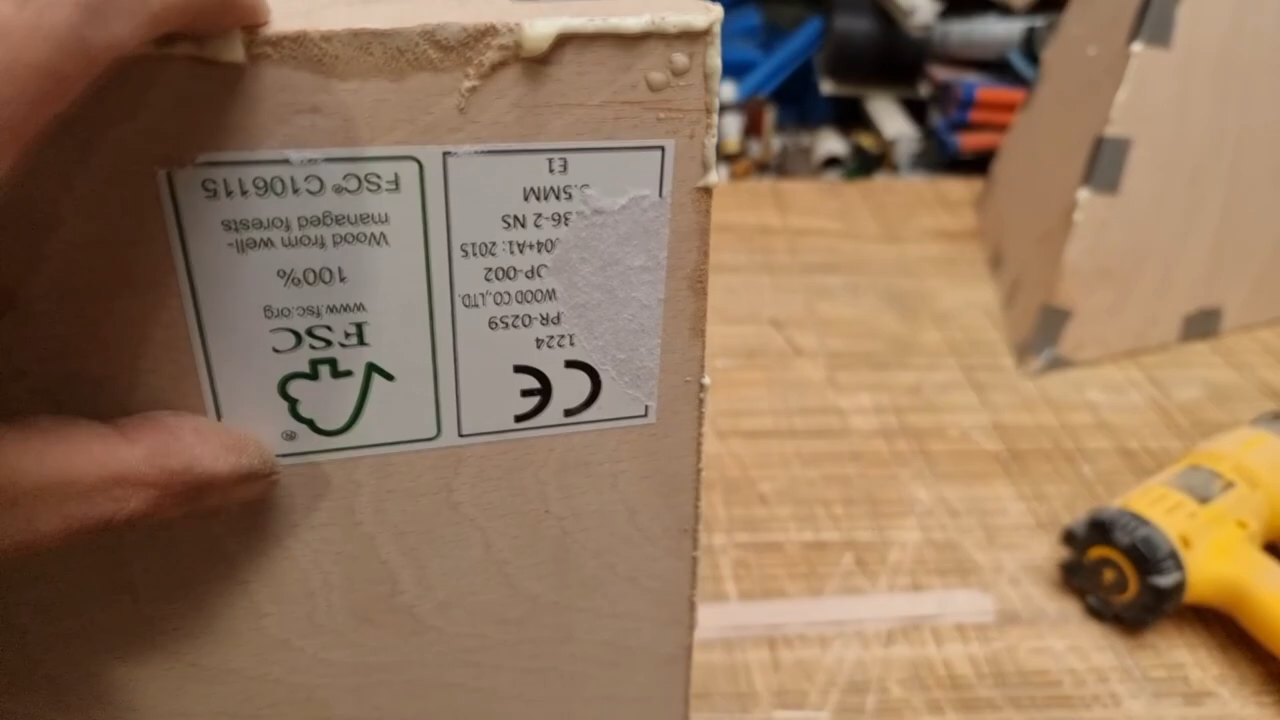 CE
1224
PR-0259
WOOD CO.,LTD.
OP-002
04+A1: 2015
36-2 NS
.5MM
E1
®
FSC
www.fsc.org
100%
Wood from well-
managed forests
FSC® C106115